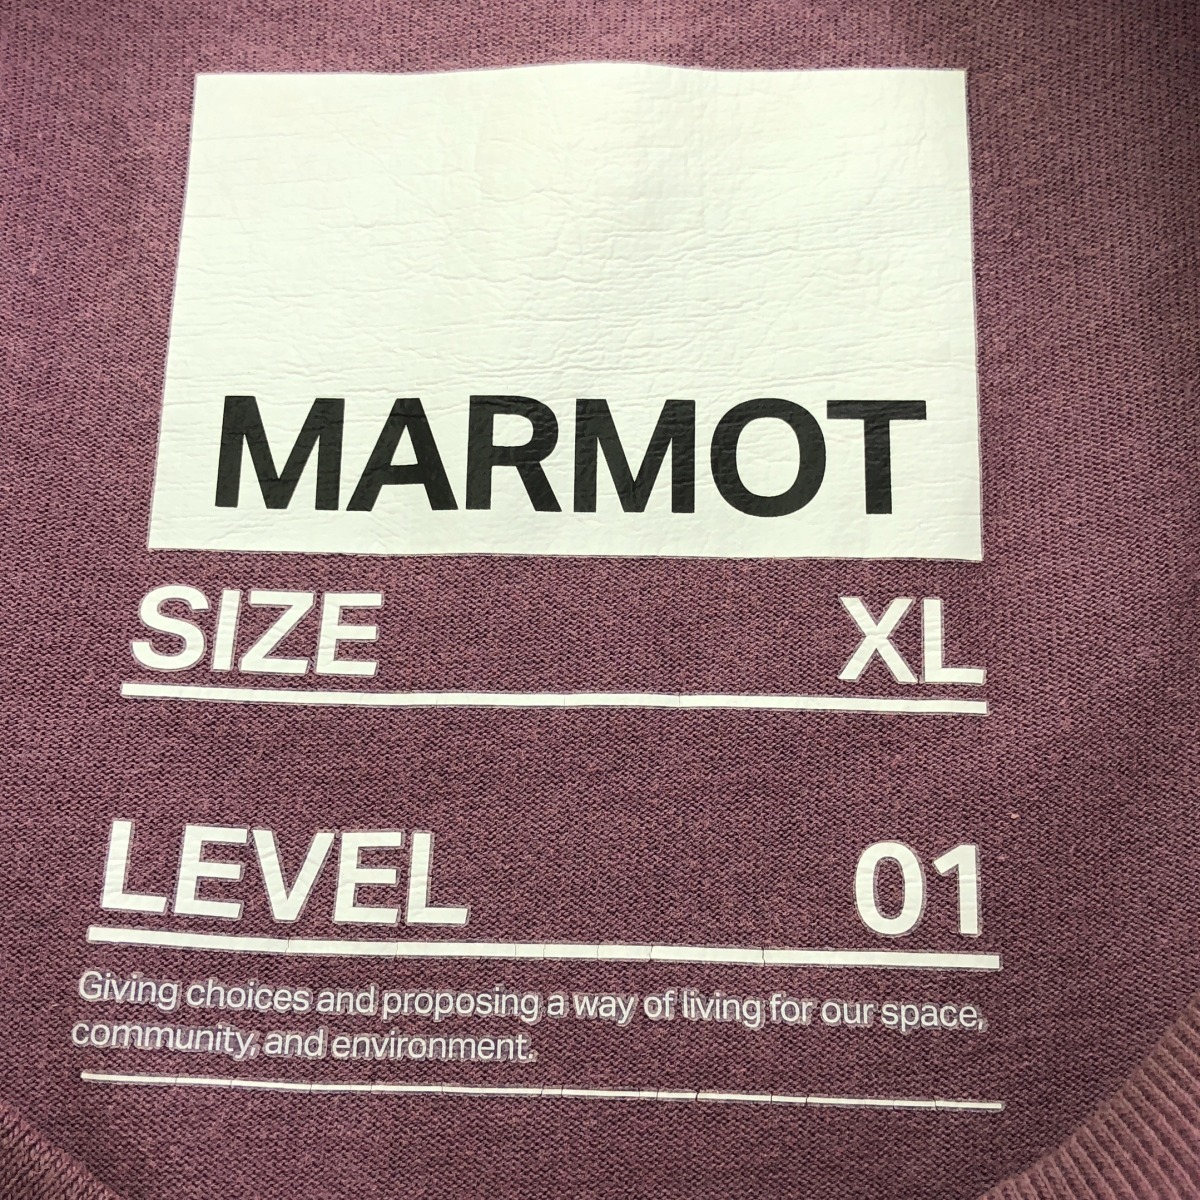 MARMOT
SIZE XL
LEVEL 01
Giving choices and proposing a way of living for our space,
community, and environment.